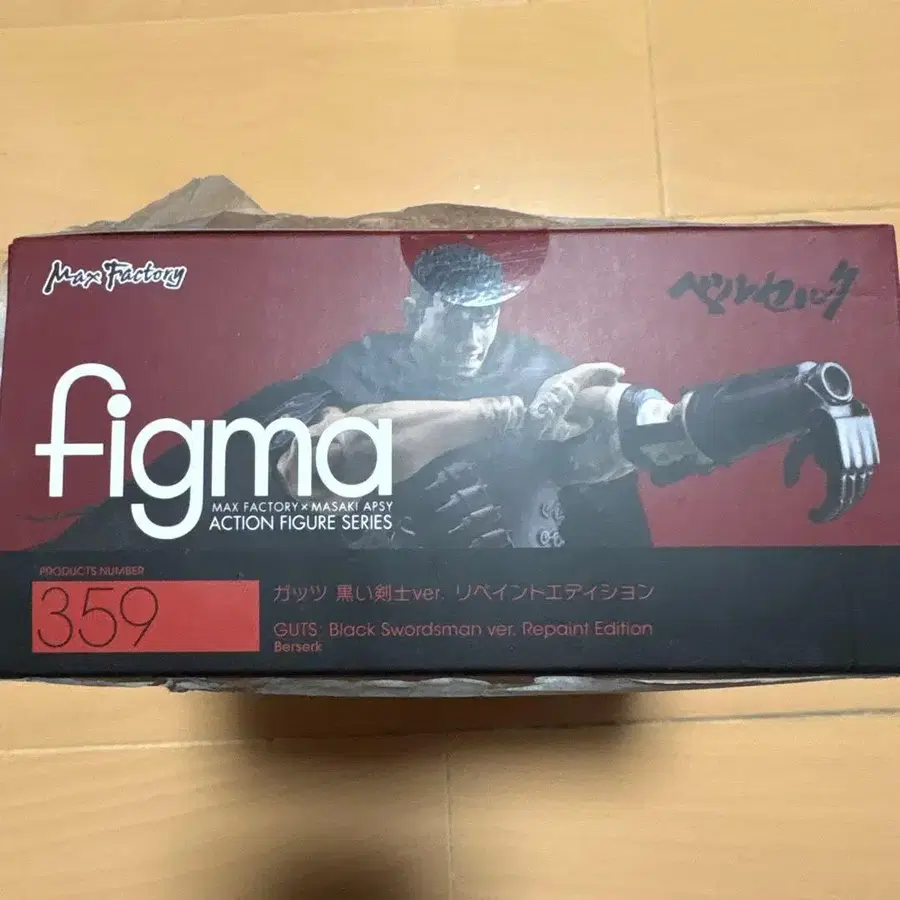 Max Factory
ベルセルク
figma
MAX FACTORY×MASAKI APSY
ACTION FIGURE SERIES
PRODUCTS NUMBER
359
ガッツ 黒い剣士ver. リペイントエディション
GUTS: Black Swordsman ver. Repaint Edition
Berserk